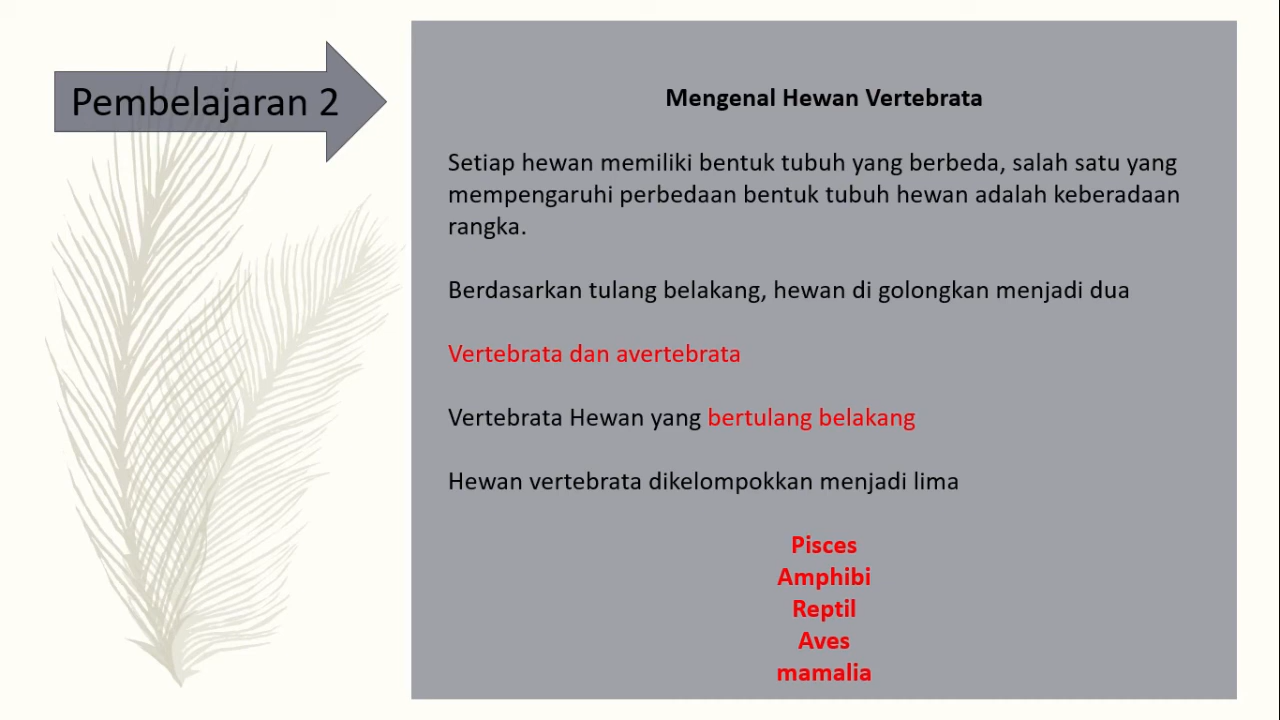 Pembelajaran 2
Mengenal Hewan Vertebrata
Setiap hewan memiliki bentuk tubuh yang berbeda, salah satu yang
mempengaruhi perbedaan bentuk tubuh hewan adalah keberadaan
rangka.
Berdasarkan tulang belakang, hewan di golongkan menjadi dua
Vertebrata dan avertebrata
Vertebrata Hewan yang bertulang belakang
Hewan vertebrata dikelompokkan menjadi lima
Pisces
Amphibi
Reptil
Aves
mamalia